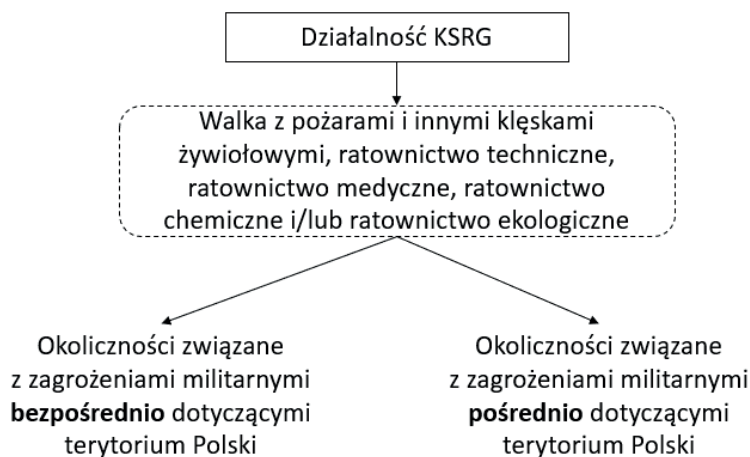 Działalność KSRG
Walka z pożarami i innymi klęskami
żywiołowymi, ratownictwo techniczne,
ratownictwo medyczne, ratownictwo
chemiczne i/lub ratownictwo ekologiczne
Okoliczności związane
z zagrożeniami militarnymi
bezpośrednio dotyczącymi
terytorium Polski
Okoliczności związane
z zagrożeniami militarnymi
pośrednio dotyczącymi
terytorium Polski